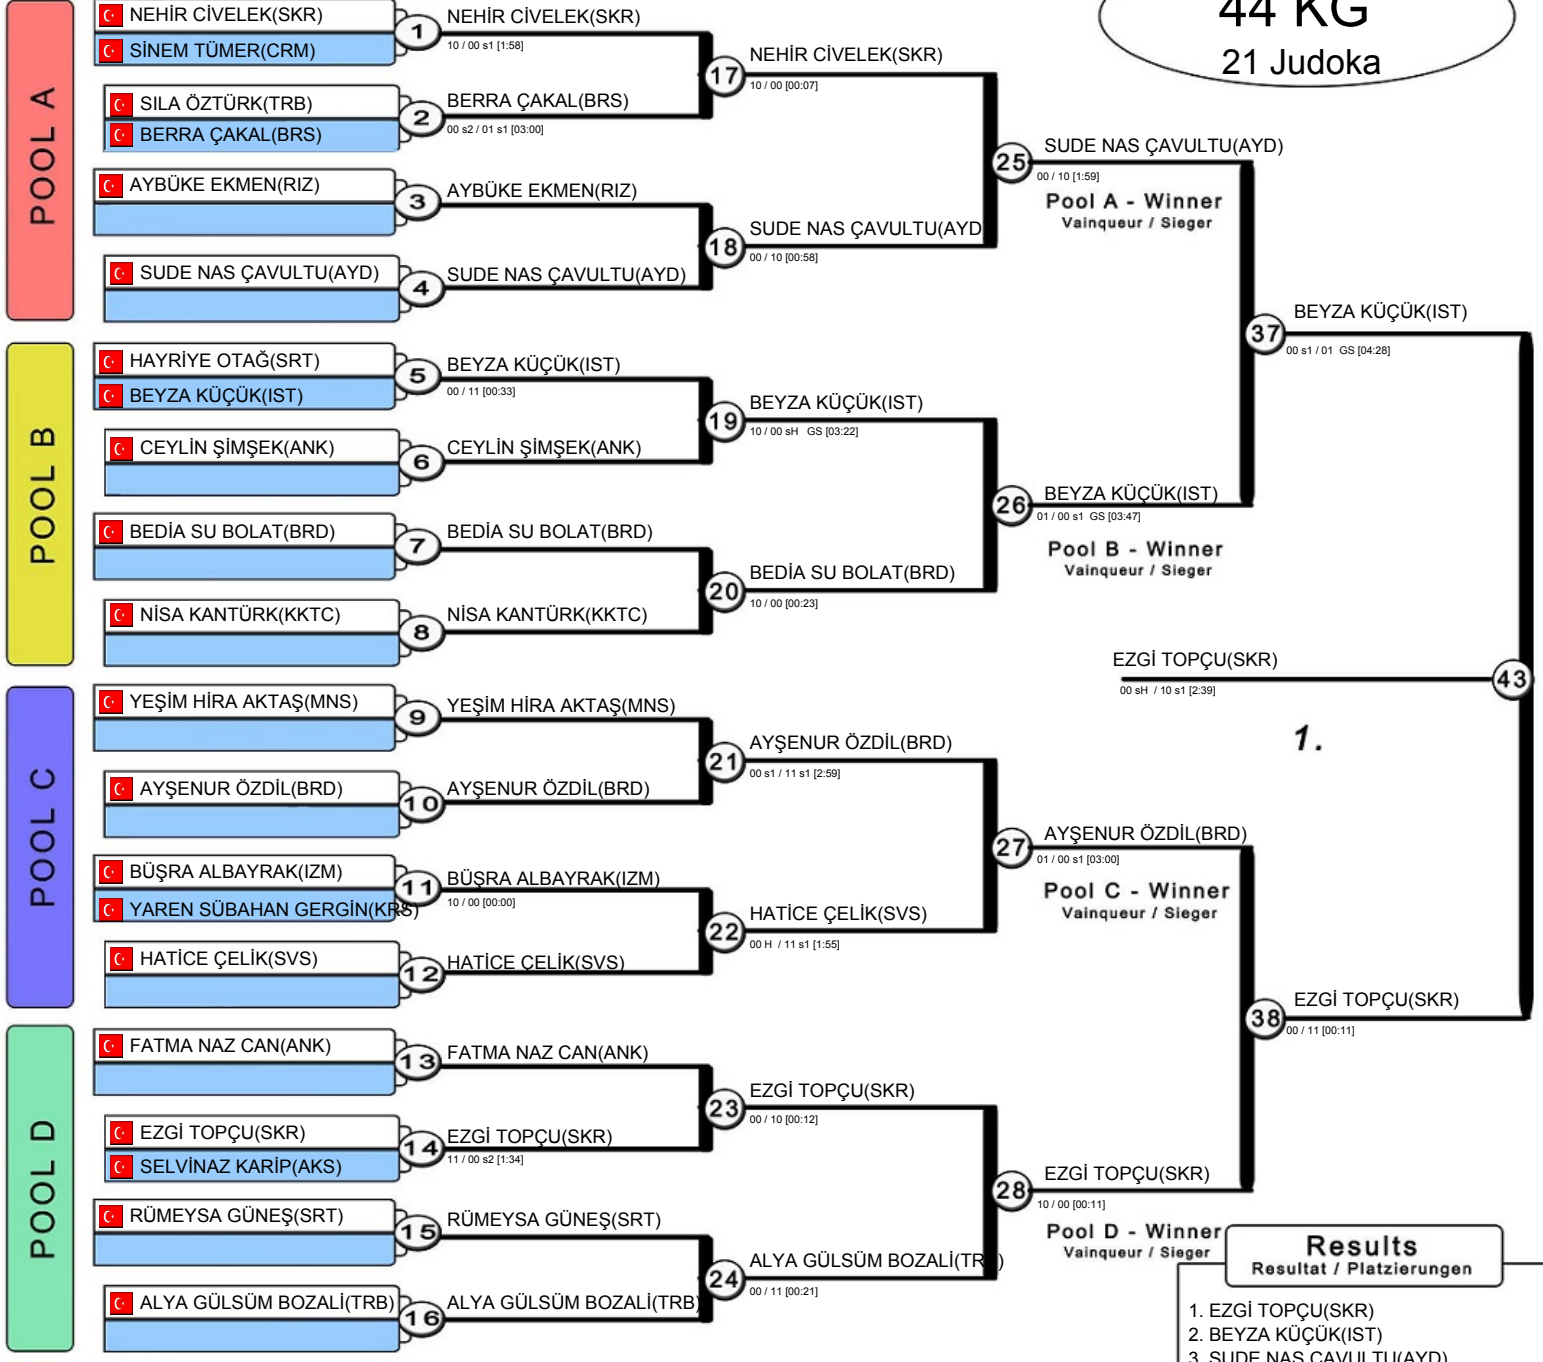 44 KG
21 Judoka
POOL A
NEHİR CİVELEK(SKR)
SİNEM TÜMER(CRM)
1
NEHİR CİVELEK(SKR)
10 / 00 s1 [1:58]
SILA ÖZTÜRK(TRB)
BERRA ÇAKAL(BRS)
2
BERRA ÇAKAL(BRS)
00 s2 / 01 s1 [03:00]
17
NEHİR CİVELEK(SKR)
10 / 00 [00:07]
AYBÜKE EKMEN(RIZ)
3
AYBÜKE EKMEN(RIZ)
SUDE NAS ÇAVULTU(AYD)
4
SUDE NAS ÇAVULTU(AYD)
18
SUDE NAS ÇAVULTU(AYD
00 / 10 [00:58]
25
SUDE NAS ÇAVULTU(AYD)
00 / 10 [1:59]
Pool A - Winner
Vainqueur / Sieger
POOL B
HAYRİYE OTAĞ(SRT)
BEYZA KÜÇÜK(IST)
5
BEYZA KÜÇÜK(IST)
00 / 11 [00:33]
CEYLİN ŞİMŞEK(ANK)
6
CEYLİN ŞİMŞEK(ANK)
19
BEYZA KÜÇÜK(IST)
10 / 00 sH GS [03:22]
BEDİA SU BOLAT(BRD)
7
BEDİA SU BOLAT(BRD)
NİSA KANTÜRK(KKTC)
8
NİSA KANTÜRK(KKTC)
20
BEDİA SU BOLAT(BRD)
10 / 00 [00:23]
26
BEYZA KÜÇÜK(IST)
01 / 00 s1 GS [03:47]
Pool B - Winner
Vainqueur / Sieger
37
BEYZA KÜÇÜK(IST)
00 s1 / 01 GS [04:28]
EZGİ TOPÇU(SKR)
00 sH / 10 s1 [2:39]
43
1.
POOL C
YEŞİM HİRA AKTAŞ(MNS)
9
YEŞİM HİRA AKTAŞ(MNS)
AYŞENUR ÖZDİL(BRD)
10
AYŞENUR ÖZDİL(BRD)
21
AYŞENUR ÖZDİL(BRD)
00 s1 / 11 s1 [2:59]
BÜŞRA ALBAYRAK(IZM)
YAREN SÜBAHAN GERGİN(KRS)
11
BÜŞRA ALBAYRAK(IZM)
10 / 00 [00:00]
HATİCE ÇELİK(SVS)
12
HATİCE ÇELİK(SVS)
22
HATİCE ÇELİK(SVS)
00 H / 11 s1 [1:55]
27
AYŞENUR ÖZDİL(BRD)
01 / 00 s1 [03:00]
Pool C - Winner
Vainqueur / Sieger
POOL D
FATMA NAZ CAN(ANK)
13
FATMA NAZ CAN(ANK)
EZGİ TOPÇU(SKR)
SELVİNAZ KARİP(AKS)
14
EZGİ TOPÇU(SKR)
11 / 00 s2 [1:34]
23
EZGİ TOPÇU(SKR)
00 / 10 [00:12]
RÜMEYSA GÜNEŞ(SRT)
15
RÜMEYSA GÜNEŞ(SRT)
ALYA GÜLSÜM BOZALİ(TRB)
16
ALYA GÜLSÜM BOZALİ(TRB)
24
ALYA GÜLSÜM BOZALİ(TRB)
00 / 11 [00:21]
28
EZGİ TOPÇU(SKR)
10 / 00 [00:11]
Pool D - Winner
Vainqueur / Sieger
38
EZGİ TOPÇU(SKR)
00 / 11 [00:11]
Results
Resultat / Platzierungen
1. EZGİ TOPÇU(SKR)
2. BEYZA KÜÇÜK(IST)
3. SUDE NAS ÇAVULTU(AYD)